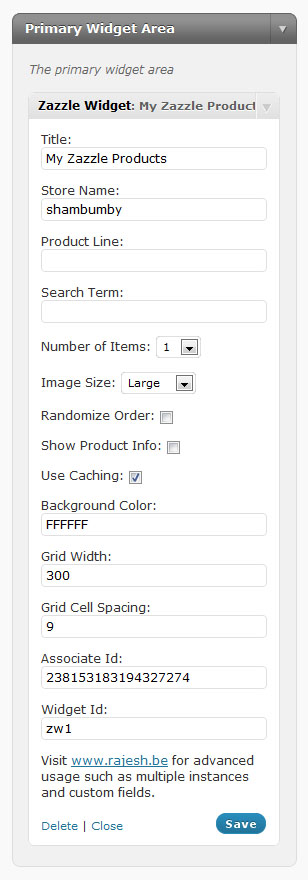 Primary Widget Area
The primary widget area
Zazzle Widget: My Zazzle Product
Title:
My Zazzle Products
Store Name:
shambumby
Product Line:
Search Term:
Number of Items: 1
Image Size: Large
Randomize Order:
Show Product Info:
Use Caching:
Background Color:
FFFFFF
Grid Width:
300
Grid Cell Spacing:
9
Associate Id:
238153183194327274
Widget Id:
zw1
Visit www.rajesh.be for advanced
usage such as multiple instances
and custom fields.
Delete | Close Save